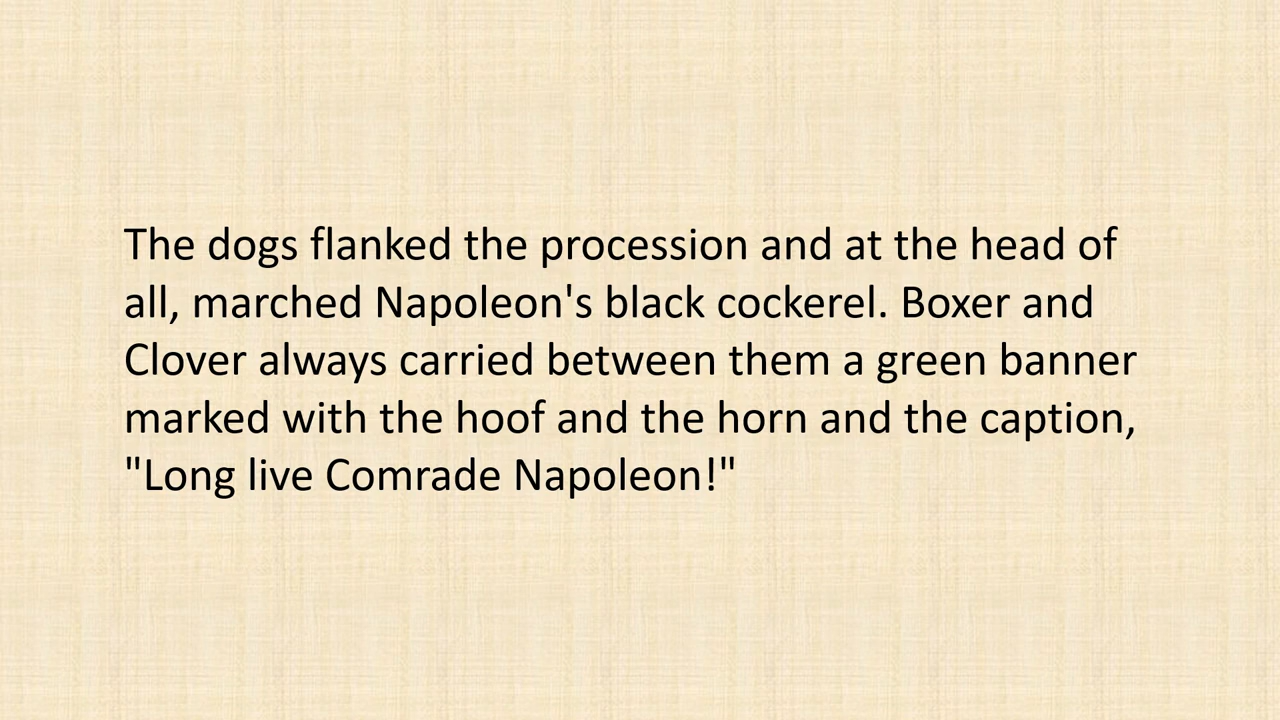 The dogs flanked the procession and at the head of
all, marched Napoleon's black cockerel. Boxer and
Clover always carried between them a green banner
marked with the hoof and the horn and the caption,
"Long live Comrade Napoleon!"